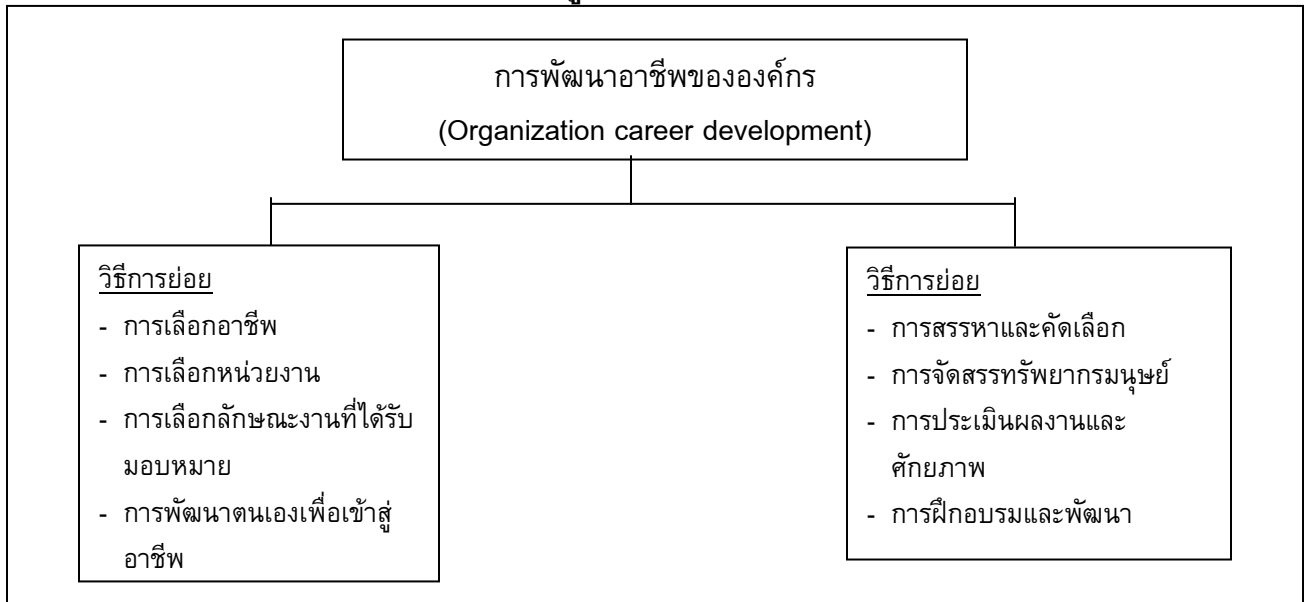 การพัฒนาอาชีพขององค์กร
(Organization career development)
วิธีการย่อย
- การเลือกอาชีพ
- การเลือกหน่วยงาน
- การเลือกลักษณะงานที่ได้รับ
มอบหมาย
- การพัฒนาตนเองเพื่อเข้าสู่
อาชีพ
วิธีการย่อย
- การสรรหาและคัดเลือก
- การจัดสรรทรัพยากรมนุษย์
- การประเมินผลงานและ
ศักยภาพ
- การฝึกอบรมและพัฒนา